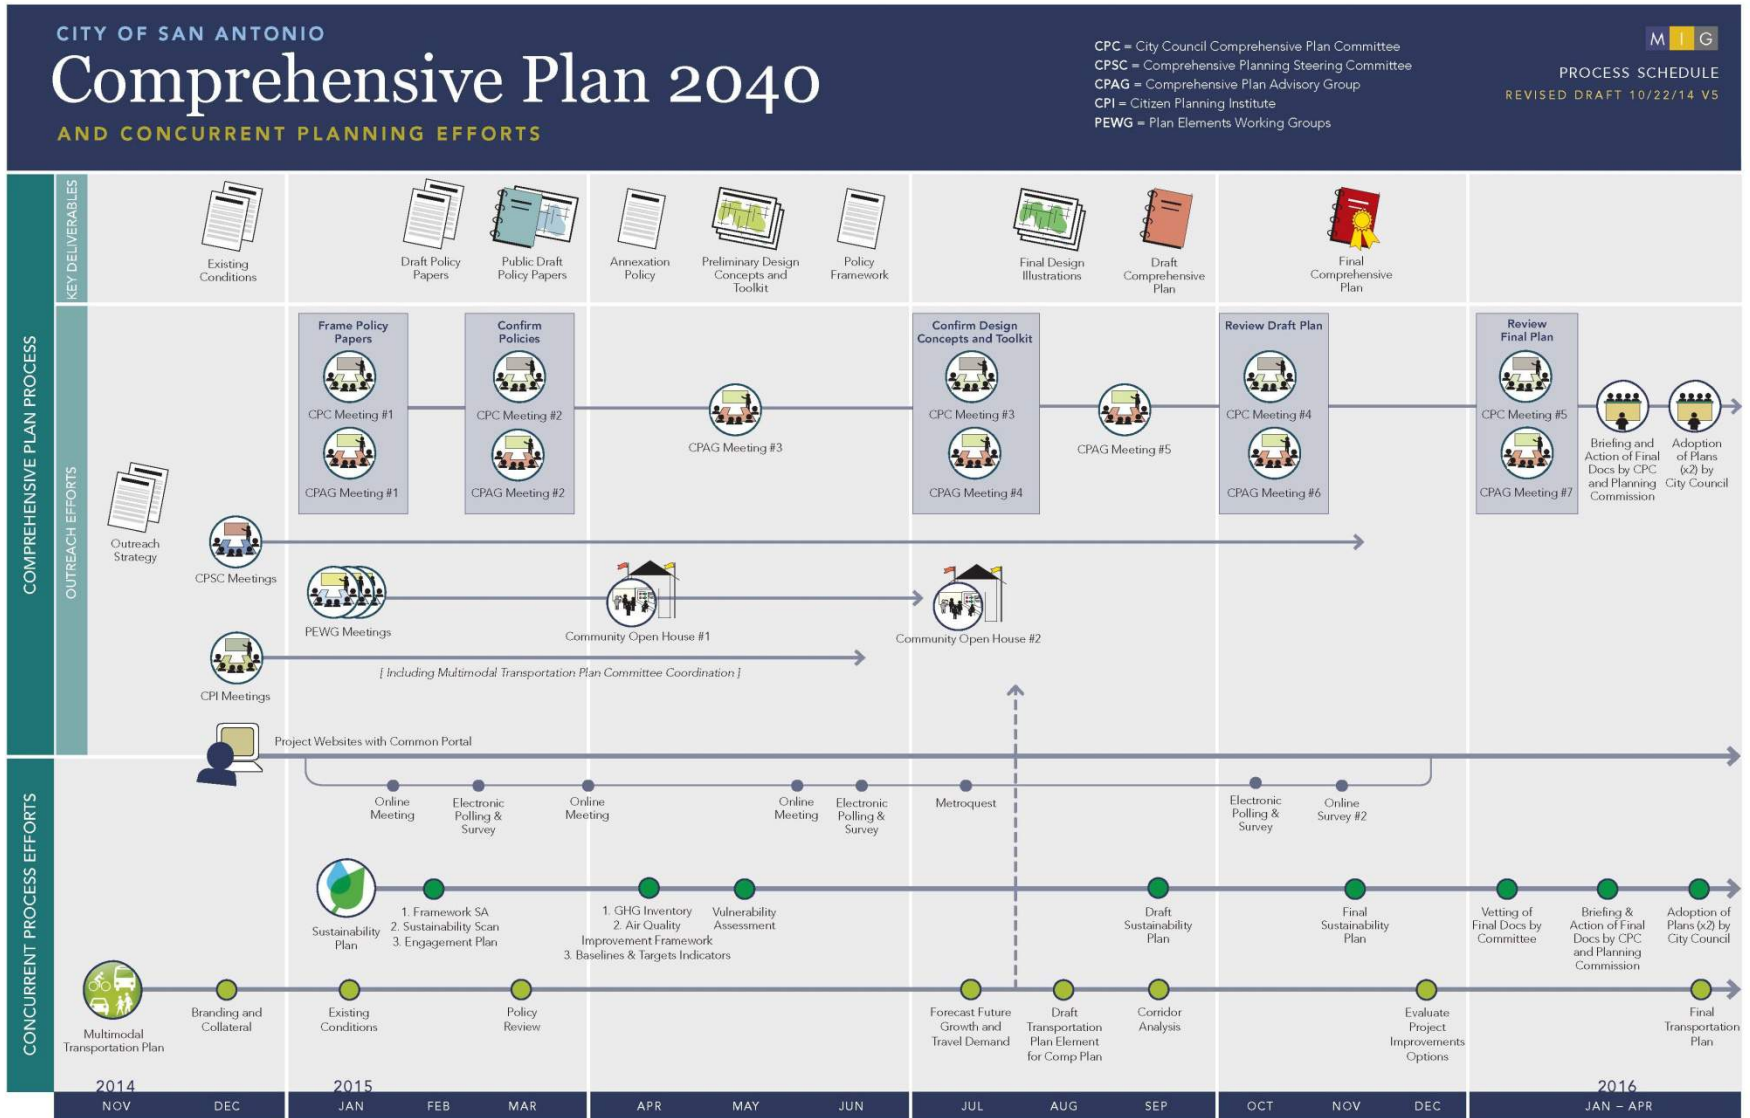 CITY OF SAN ANTONIO
Comprehensive Plan 2040
AND CONCURRENT PLANNING EFFORTS
CPC = City Council Comprehensive Plan Committee
CPSC = Comprehensive Planning Steering Committee
CPAG = Comprehensive Plan Advisory Group
CPI = Citizen Planning Institute
PEWG = Plan Elements Working Groups
M I G
PROCESS SCHEDULE
REVISED DRAFT 10/22/14 V5
COMPREHENSIVE PLAN PROCESS
KEY DELIVERABLES
Existing
Conditions
Draft Policy
Papers
Public Draft
Policy Papers
Annexation
Policy
Preliminary Design
Concepts and
Toolkit
Policy
Framework
Final Design
Illustrations
Draft
Comprehensive
Plan
Final
Comprehensive
Plan
OUTREACH EFFORTS
Frame Policy
Papers
CPC Meeting #1
CPAG Meeting #1
Confirm
Policies
CPC Meeting #2
CPAG Meeting #2
CPAG Meeting #3
Confirm Design
Concepts and Toolkit
CPC Meeting #3
CPAG Meeting #4
CPAG Meeting #5
Review Draft Plan
CPC Meeting #4
CPAG Meeting #6
Review
Final Plan
CPC Meeting #5
CPAG Meeting #7
Briefing and
Action of Final
Docs by CPC
and Planning
Commission
Adoption
of Plans
(x2) by
City Council
Outreach
Strategy
CPSC Meetings
PEWG Meetings
Community Open House #1
Community Open House #2
CPI Meetings
[ Including Multimodal Transportation Plan Committee Coordination ]
Project Websites with Common Portal
CONCURRENT PROCESS EFFORTS
Online
Meeting
Electronic
Polling &
Survey
Online
Meeting
Online
Meeting
Electronic
Polling &
Survey
Metroquest
Electronic
Polling &
Survey
Online
Survey #2
Sustainability
Plan
1. Framework SA
2. Sustainability Scan
3. Engagement Plan
1. GHG Inventory
2. Air Quality
Improvement Framework
3. Baselines & Targets Indicators
Vulnerability
Assessment
Draft
Sustainability
Plan
Final
Sustainability
Plan
Vetting of
Final Docs by
Committee
Briefing &
Action of Final
Docs by CPC
and Planning
Commission
Adoption of
Plans (x2) by
City Council
Multimodal
Transportation Plan
Branding and
Collateral
Existing
Conditions
Policy
Review
Forecast Future
Growth and
Travel Demand
Draft
Transportation
Plan Element
for Comp Plan
Corridor
Analysis
Evaluate
Project
Improvements
Options
Final
Transportation
Plan
2014
2015
2016
NOV
DEC
JAN
FEB
MAR
APR
MAY
JUN
JUL
AUG
SEP
OCT
NOV
DEC
JAN – APR